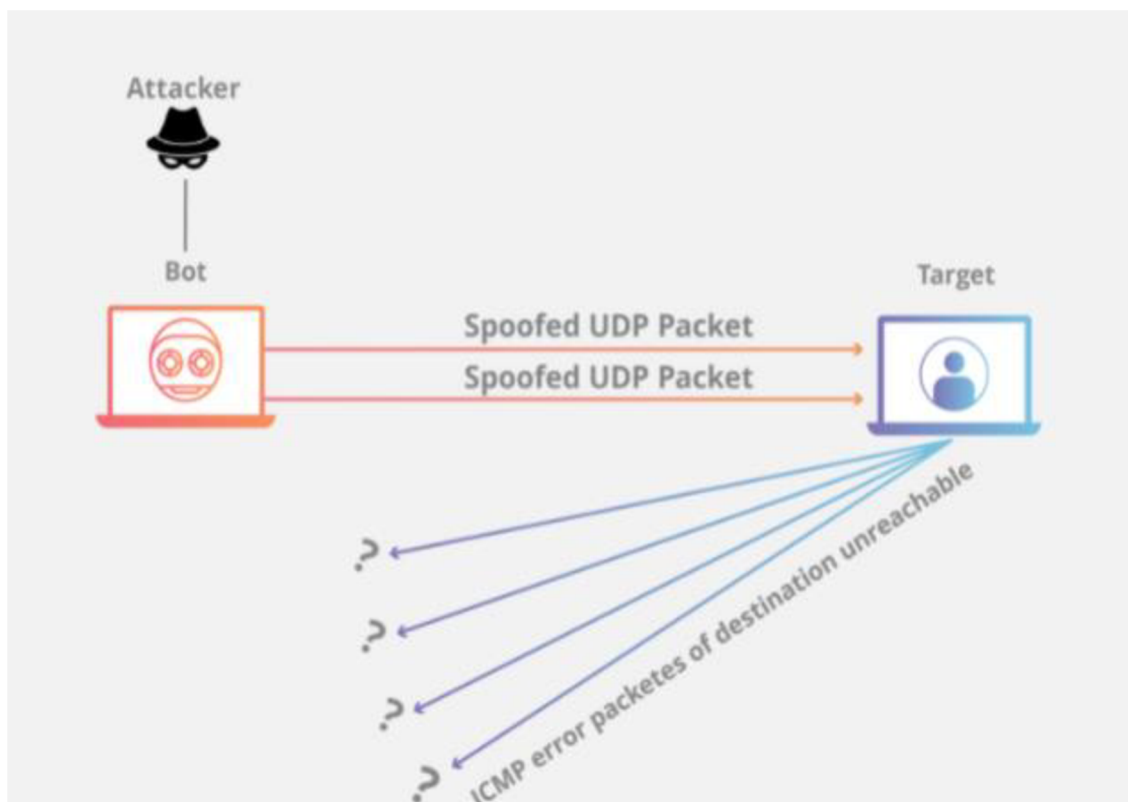 Attacker
Bot
Target
Spoofed UDP Packet
Spoofed UDP Packet
ICMP error packetes of destination unreachable
?
?
?
?